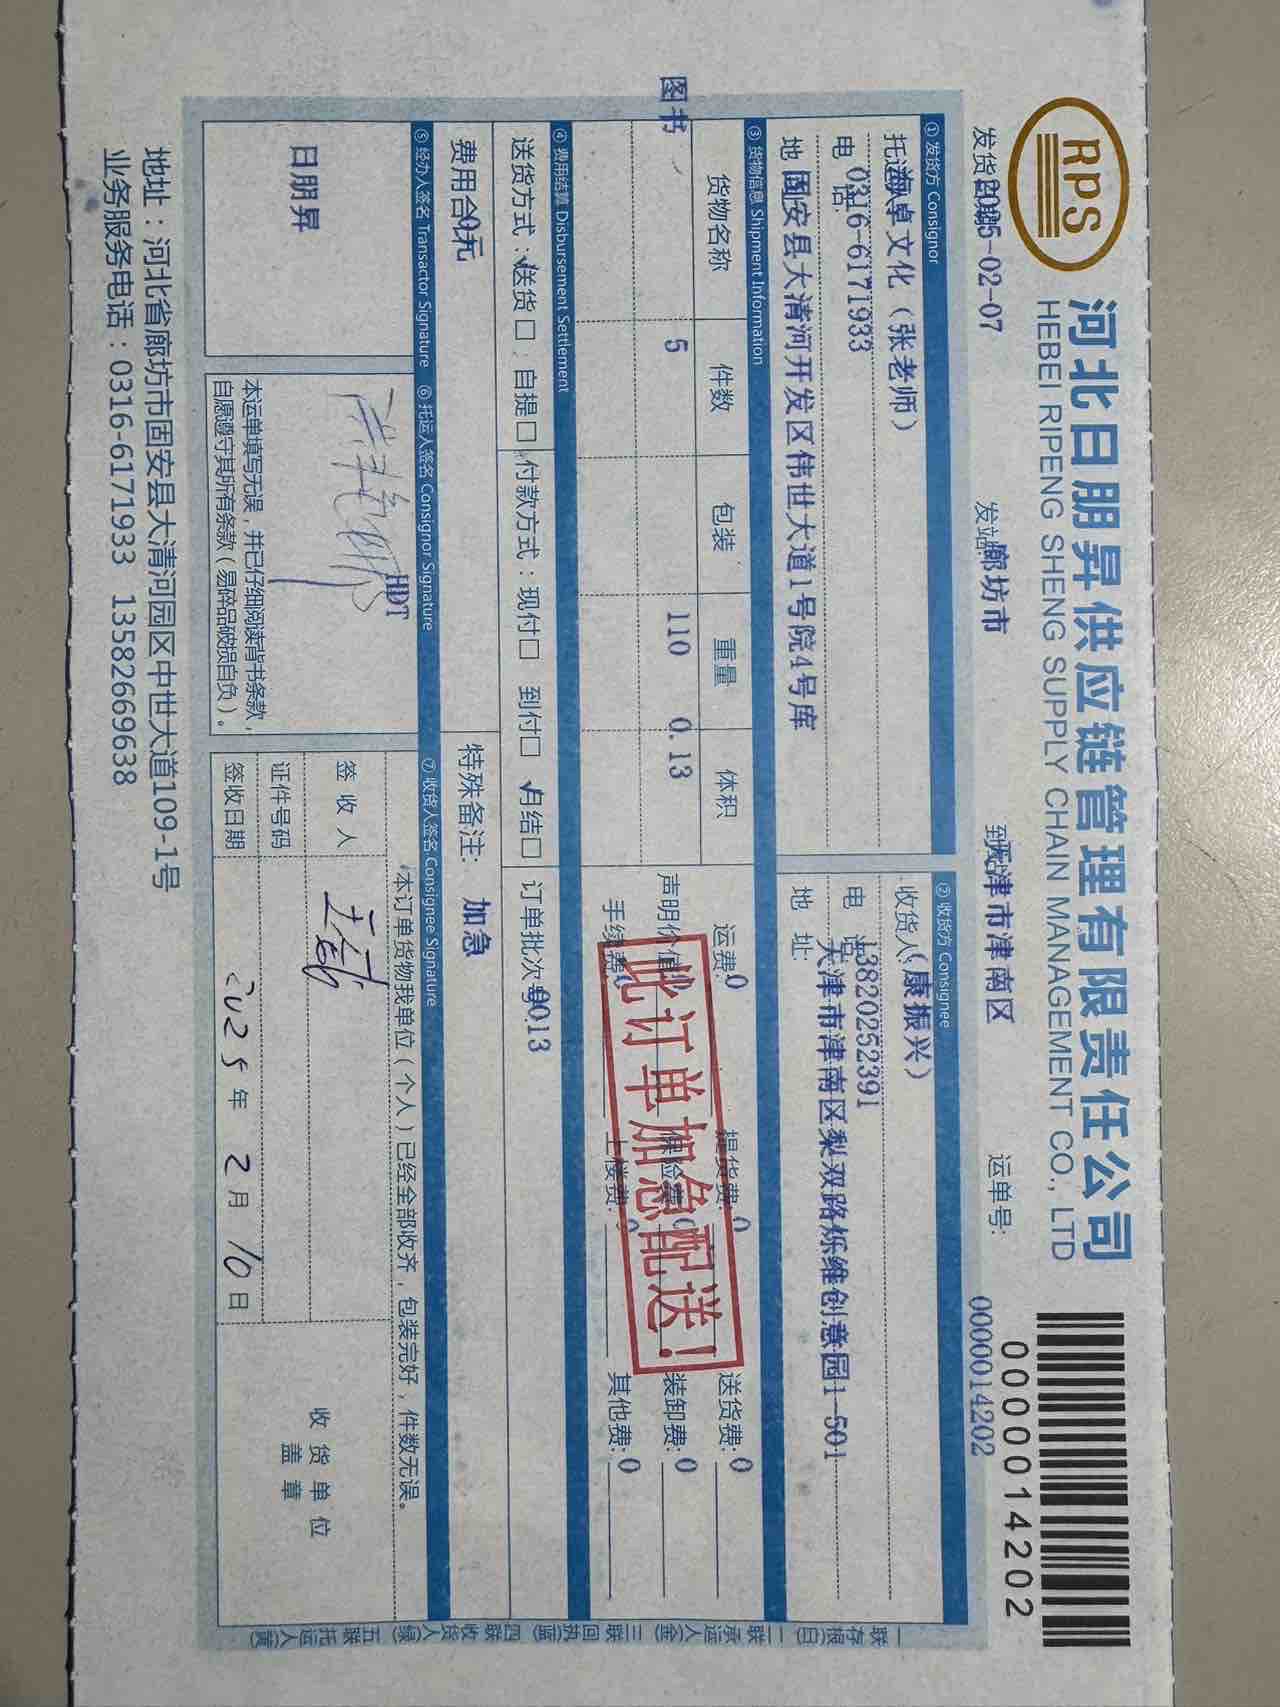 RPS
河北日朋昇供应链管理有限责任公司
HEBEI RIPENG SHENG SUPPLY CHAIN MANAGEMENT CO., LTD
000014202
发货日期2025-02-07 发站:廊坊市 到站:天津市津南区 运单号: 000014202
① 发货方 Consignor
托运人:海卓文化（张老师）
电话:0316-6171933
地址:固安县大清河开发区伟世大道1号院4号库
② 收货方 Consignee
收货人:（康振兴）
电话:13820252391
地址:天津市津南区梨双路烁维创意园1-501
③ 货物信息 Shipment Information
货物名称 件数 包装 重量 体积
图书 5 110 0.13
运费:0 提货费:0 送货费:0
声明价值:0 保险费:0 装卸费:0
手续费:0 上楼费:0 其他费:0
此订单加急配送!
④ 费用结算 Disbursement Settlement
送货方式:√送货□ : 自提□ 付款方式:现付□ 到付□ √月结□ 订单批次号:0013
费用合计:0元 特殊备注: 加急
⑤ 经办人签名 Transactor Signature
日朋昇
⑥ 托运人签名 Consignor Signature
HDT
本运单填写无误,并已仔细阅读背书条款,
自愿遵守其所有条款(易碎品破损自负)。
⑦ 收货人签名 Consignee Signature
本订单货物我单位(个人)已经全部收齐,包装完好,件数无误。
签收人
证件号码
签收日期 2025年2月10日
收货单位
盖章
一联存根(白) 二联承运人(金) 三联回执(蓝) 四联收货人(绿) 五联托运人(黄)
地址:河北省廊坊市固安县大清河园区中世大道109-1号
业务服务电话:0316-6171933 13582669638